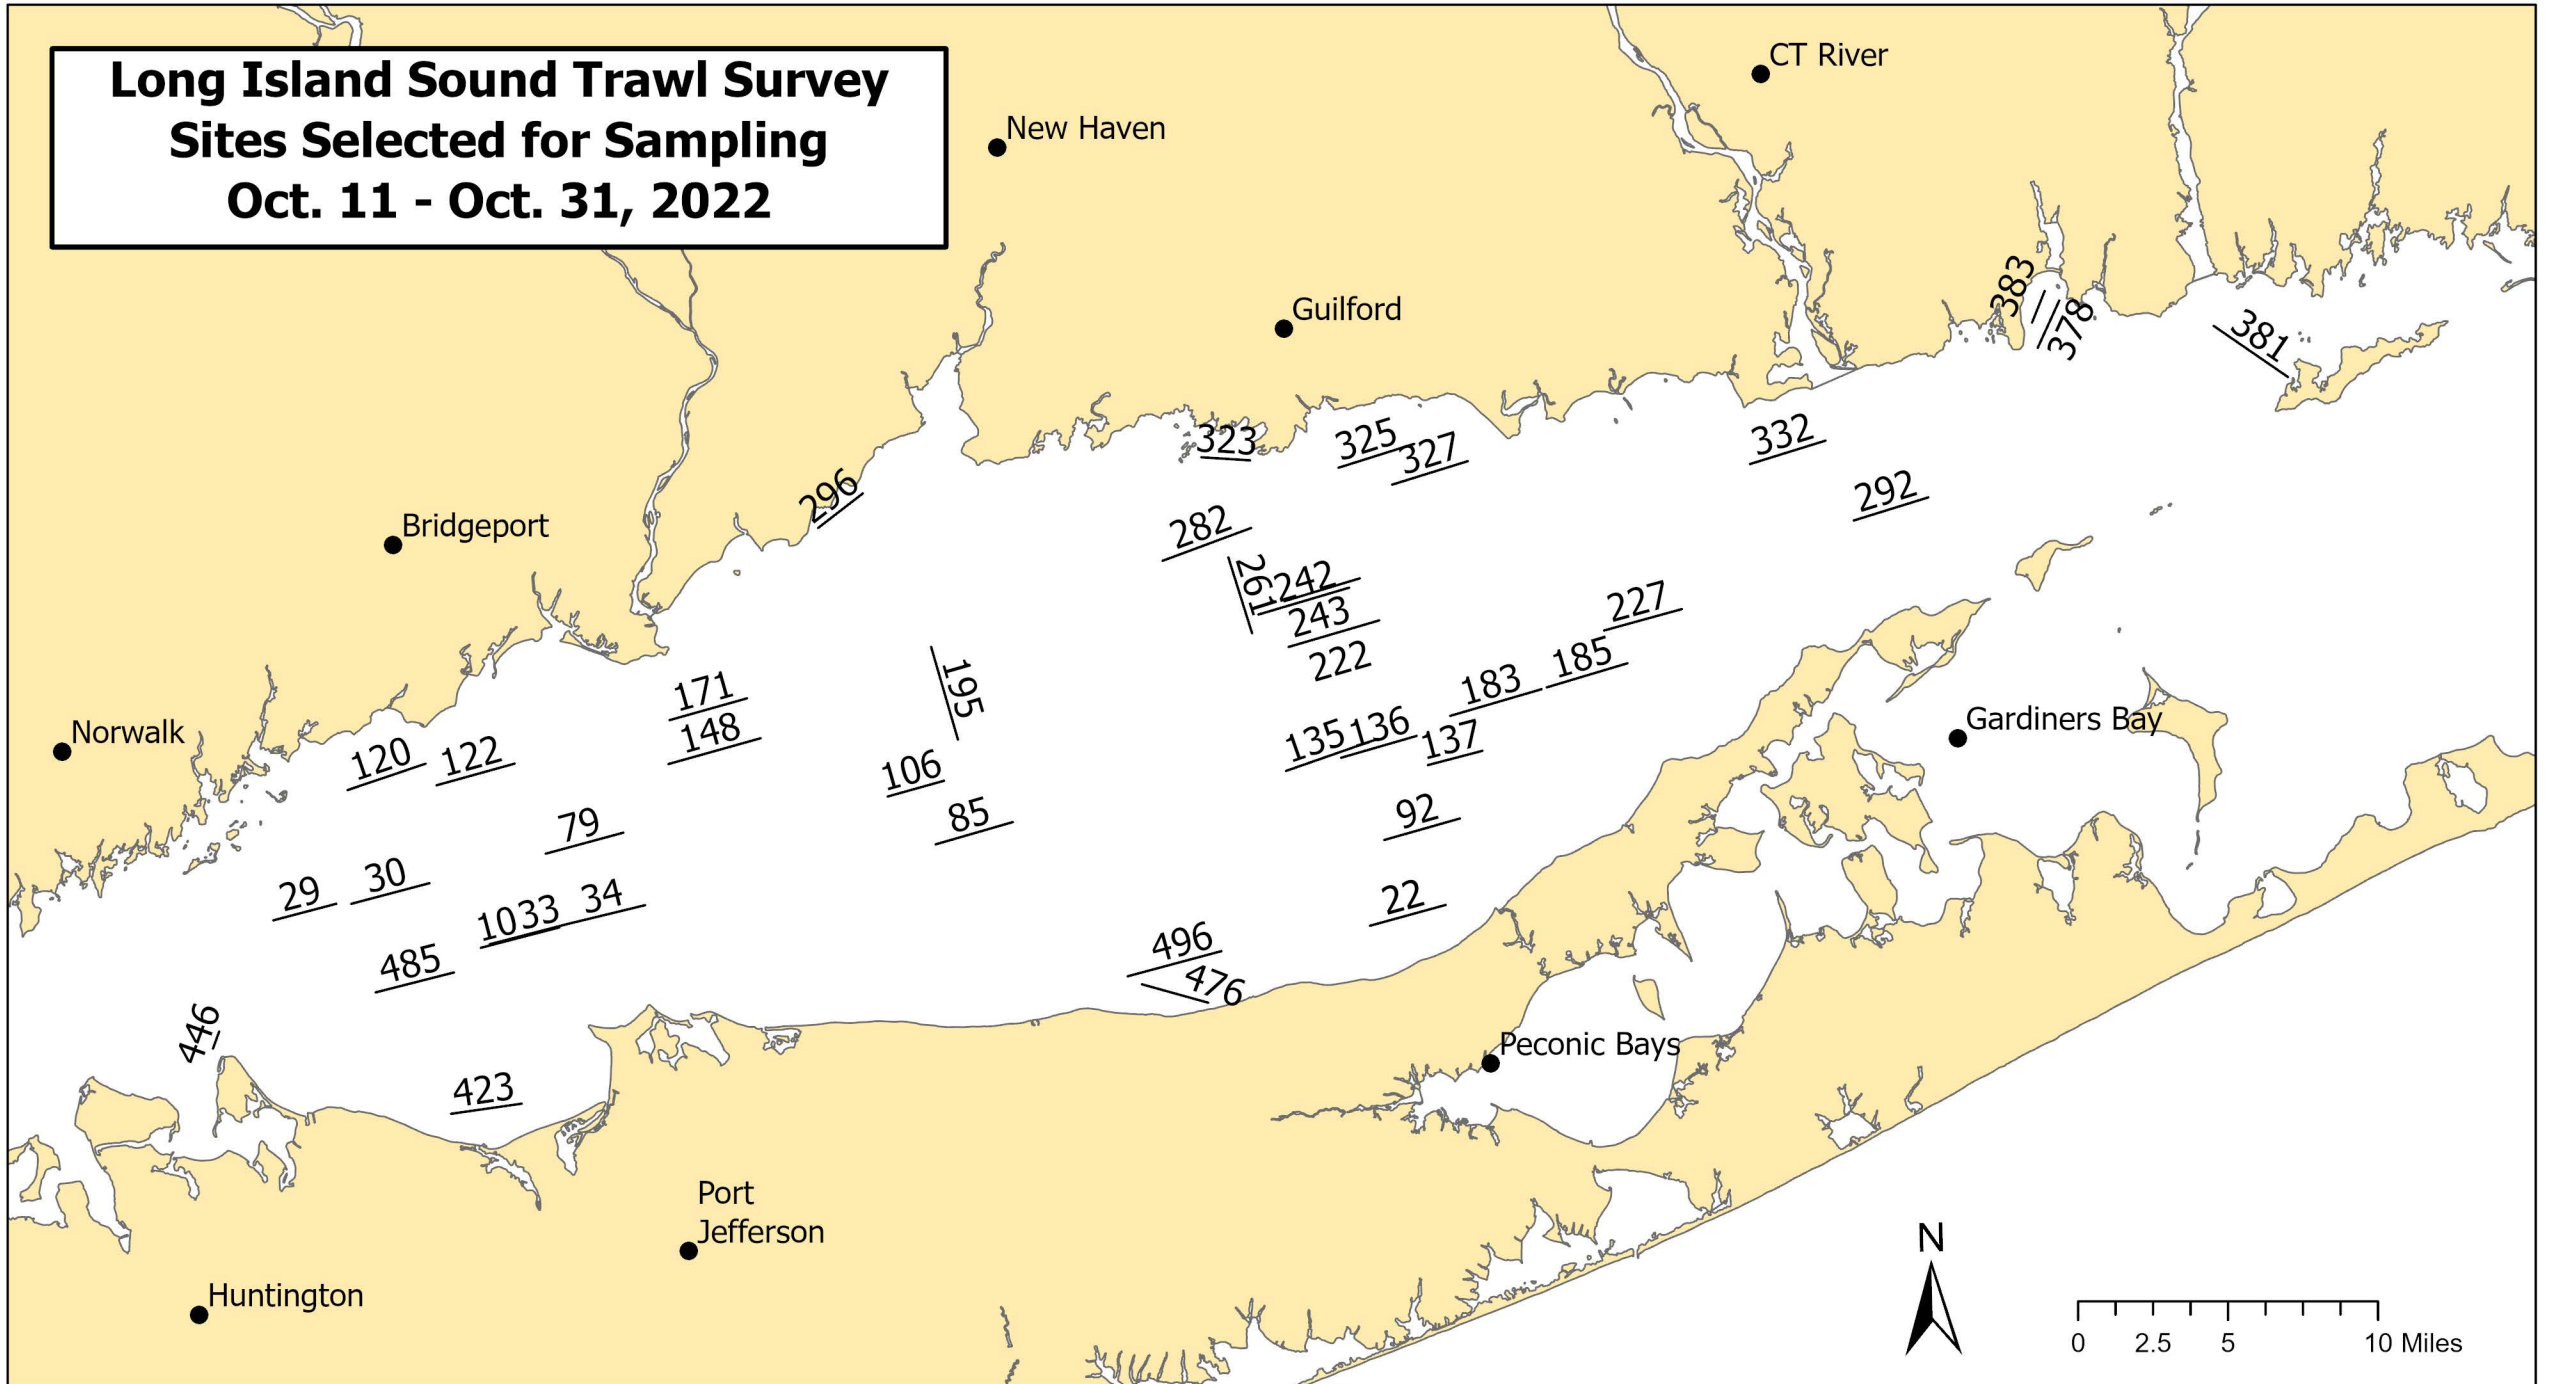 Long Island Sound Trawl Survey
Sites Selected for Sampling
Oct. 11 - Oct. 31, 2022
CT River
New Haven
Guilford
383
378
381
323
325
327
332
296
292
Bridgeport
282
261
242
243
222
227
195
171
148
183
185
Norwalk
120
122
106
135
136
137
Gardiners Bay
79
85
92
29
30
1033
34
22
485
496
476
446
423
Peconic Bays
Port
Jefferson
Huntington
N
0 2.5 5 10 Miles